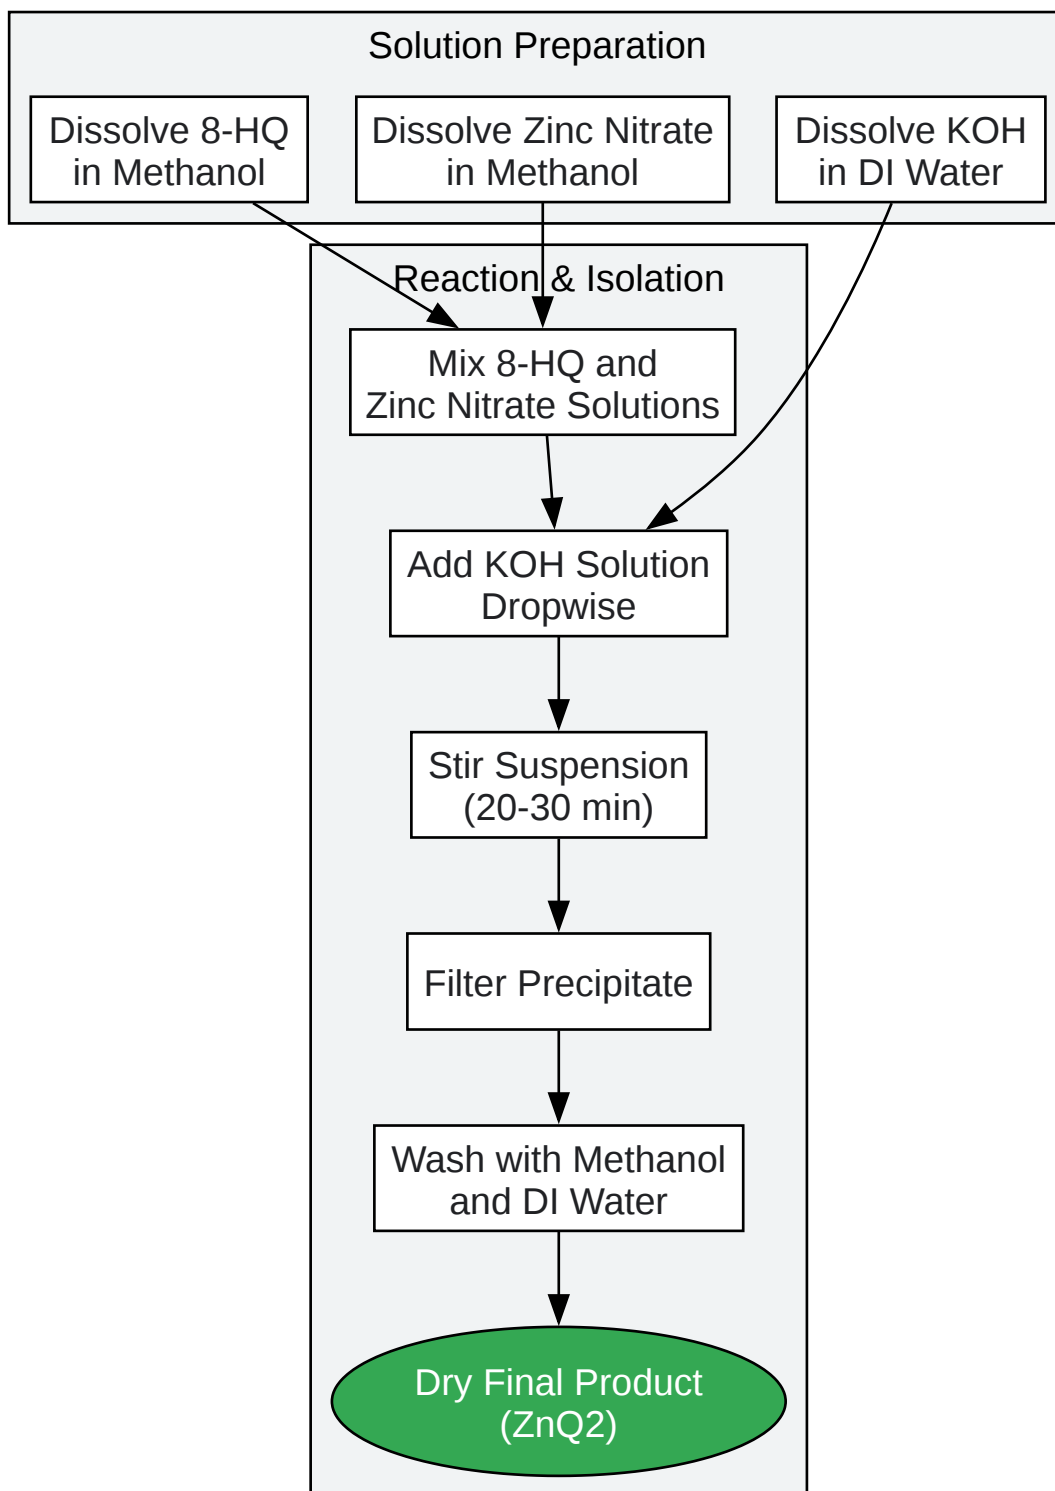 Solution Preparation
Dissolve 8-HQ
in Methanol
Dissolve Zinc Nitrate
in Methanol
Dissolve KOH
in DI Water
Reaction & Isolation
Mix 8-HQ and
Zinc Nitrate Solutions
Add KOH Solution
Dropwise
Stir Suspension
(20-30 min)
Filter Precipitate
Wash with Methanol
and DI Water
Dry Final Product
(ZnQ2)